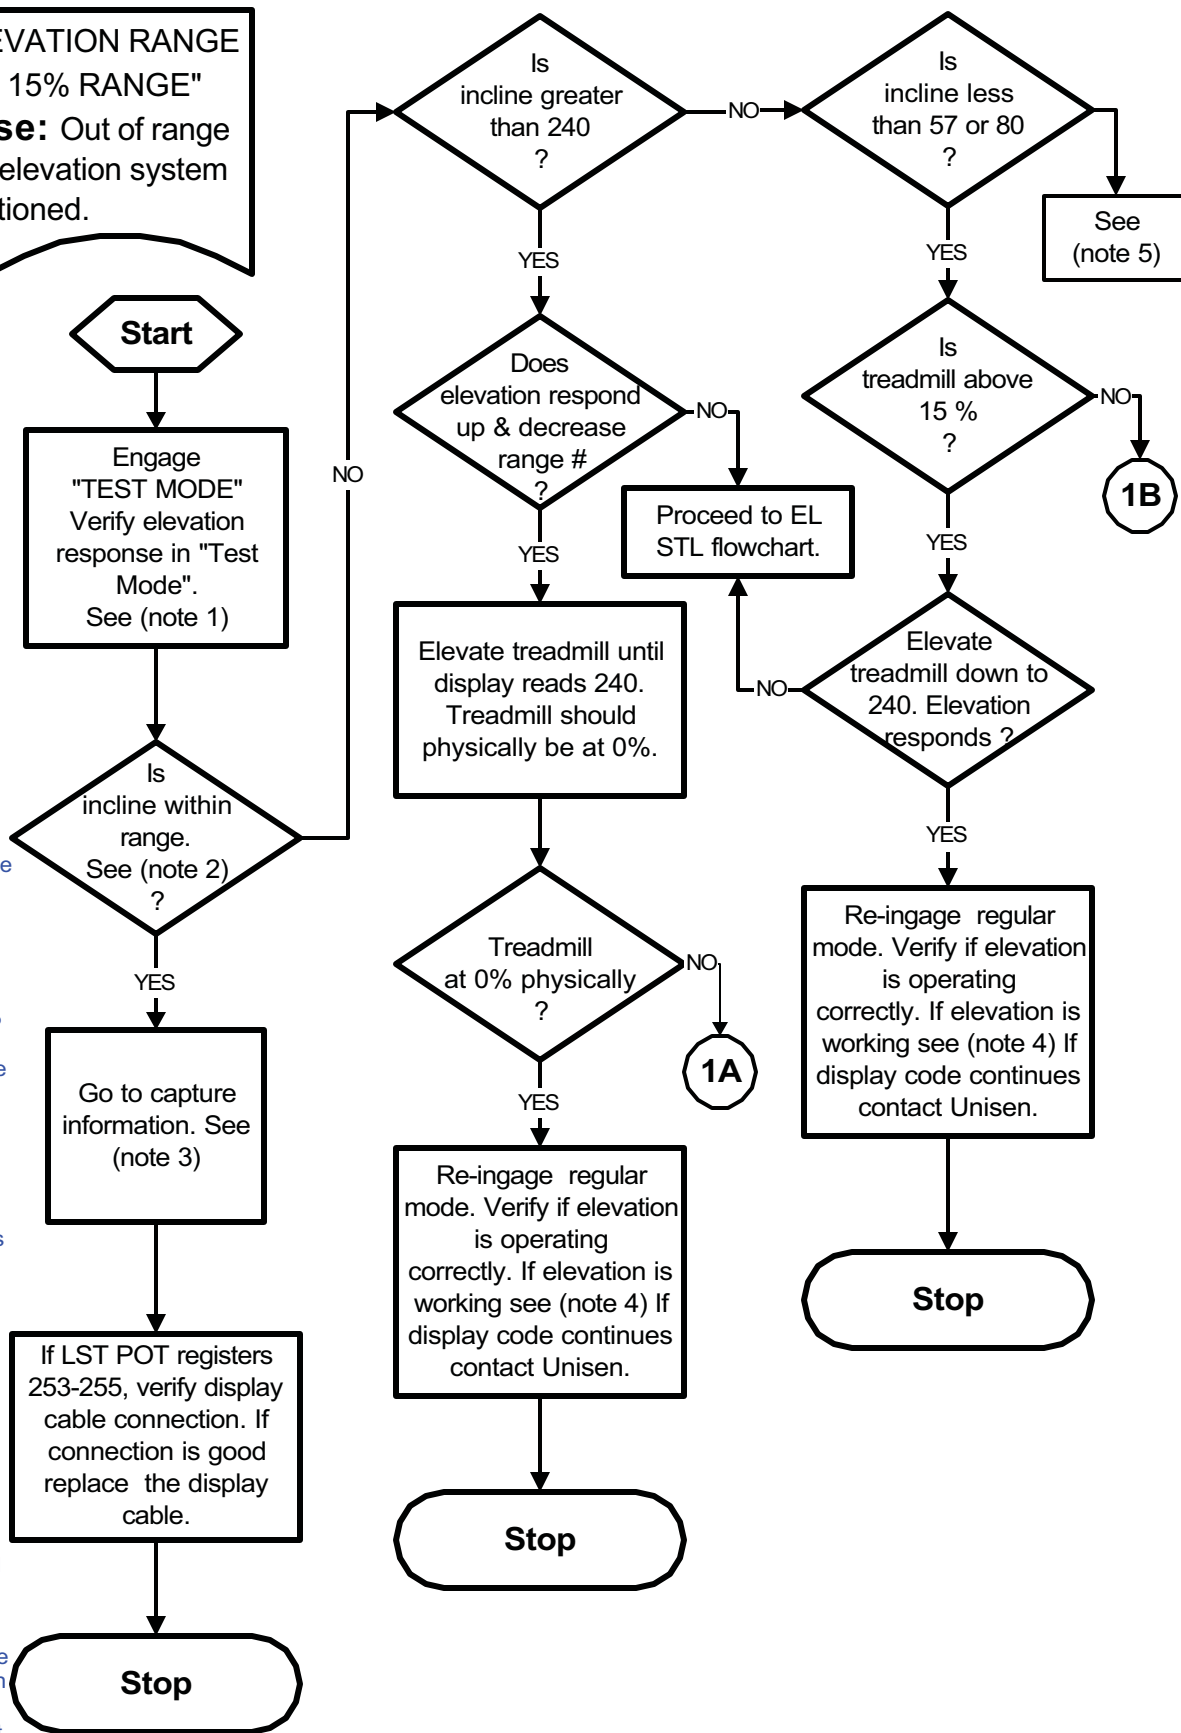 EVATION RANGE
15% RANGE"
se: Out of range
elevation system
tioned.
Start
Engage
"TEST MODE"
Verify elevation
response in "Test
Mode".
See (note 1)
Is
incline within
range.
See (note 2)
?
NO
YES
Go to capture
information. See
(note 3)
If LST POT registers
253-255, verify display
cable connection. If
connection is good
replace the display
cable.
Stop
Is
incline greater
than 240
?
NO
YES
Does
elevation respond
up & decrease
range #
?
NO
YES
Proceed to EL
STL flowchart.
Elevate treadmill until
display reads 240.
Treadmill should
physically be at 0%.
Treadmill
at 0% physically
?
NO
1A
YES
Re-ingage regular
mode. Verify if elevation
is operating
correctly. If elevation is
working see (note 4) If
display code continues
contact Unisen.
Stop
Is
incline less
than 57 or 80
?
See
(note 5)
YES
Is
treadmill above
15 %
?
NO
1B
YES
Elevate
treadmill down to
240. Elevation
responds ?
NO
YES
Re-ingage regular
mode. Verify if elevation
is operating
correctly. If elevation is
working see (note 4) If
display code continues
contact Unisen.
Stop